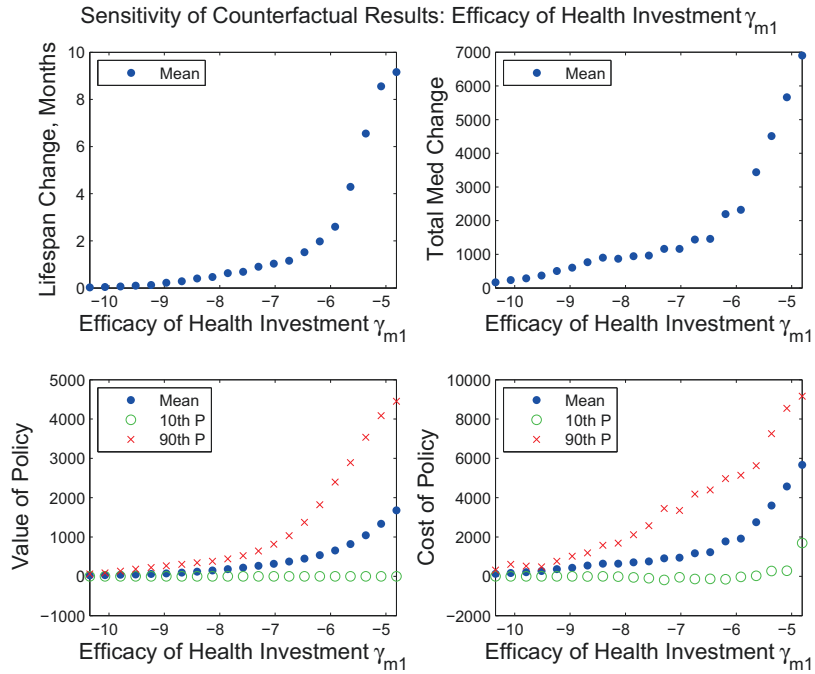 Sensitivity of Counterfactual Results: Efficacy of Health Investment γm1
Lifespan Change, Months
10
8
6
4
2
0
Mean
−10 −9 −8 −7 −6 −5
Efficacy of Health Investment γm1
Total Med Change
7000
6000
5000
4000
3000
2000
1000
0
Mean
−10 −9 −8 −7 −6 −5
Efficacy of Health Investment γm1
Value of Policy
5000
4000
3000
2000
1000
0
−1000
Mean
10th P
90th P
−10 −9 −8 −7 −6 −5
Efficacy of Health Investment γm1
Cost of Policy
10000
8000
6000
4000
2000
0
−2000
Mean
10th P
90th P
−10 −9 −8 −7 −6 −5
Efficacy of Health Investment γm1